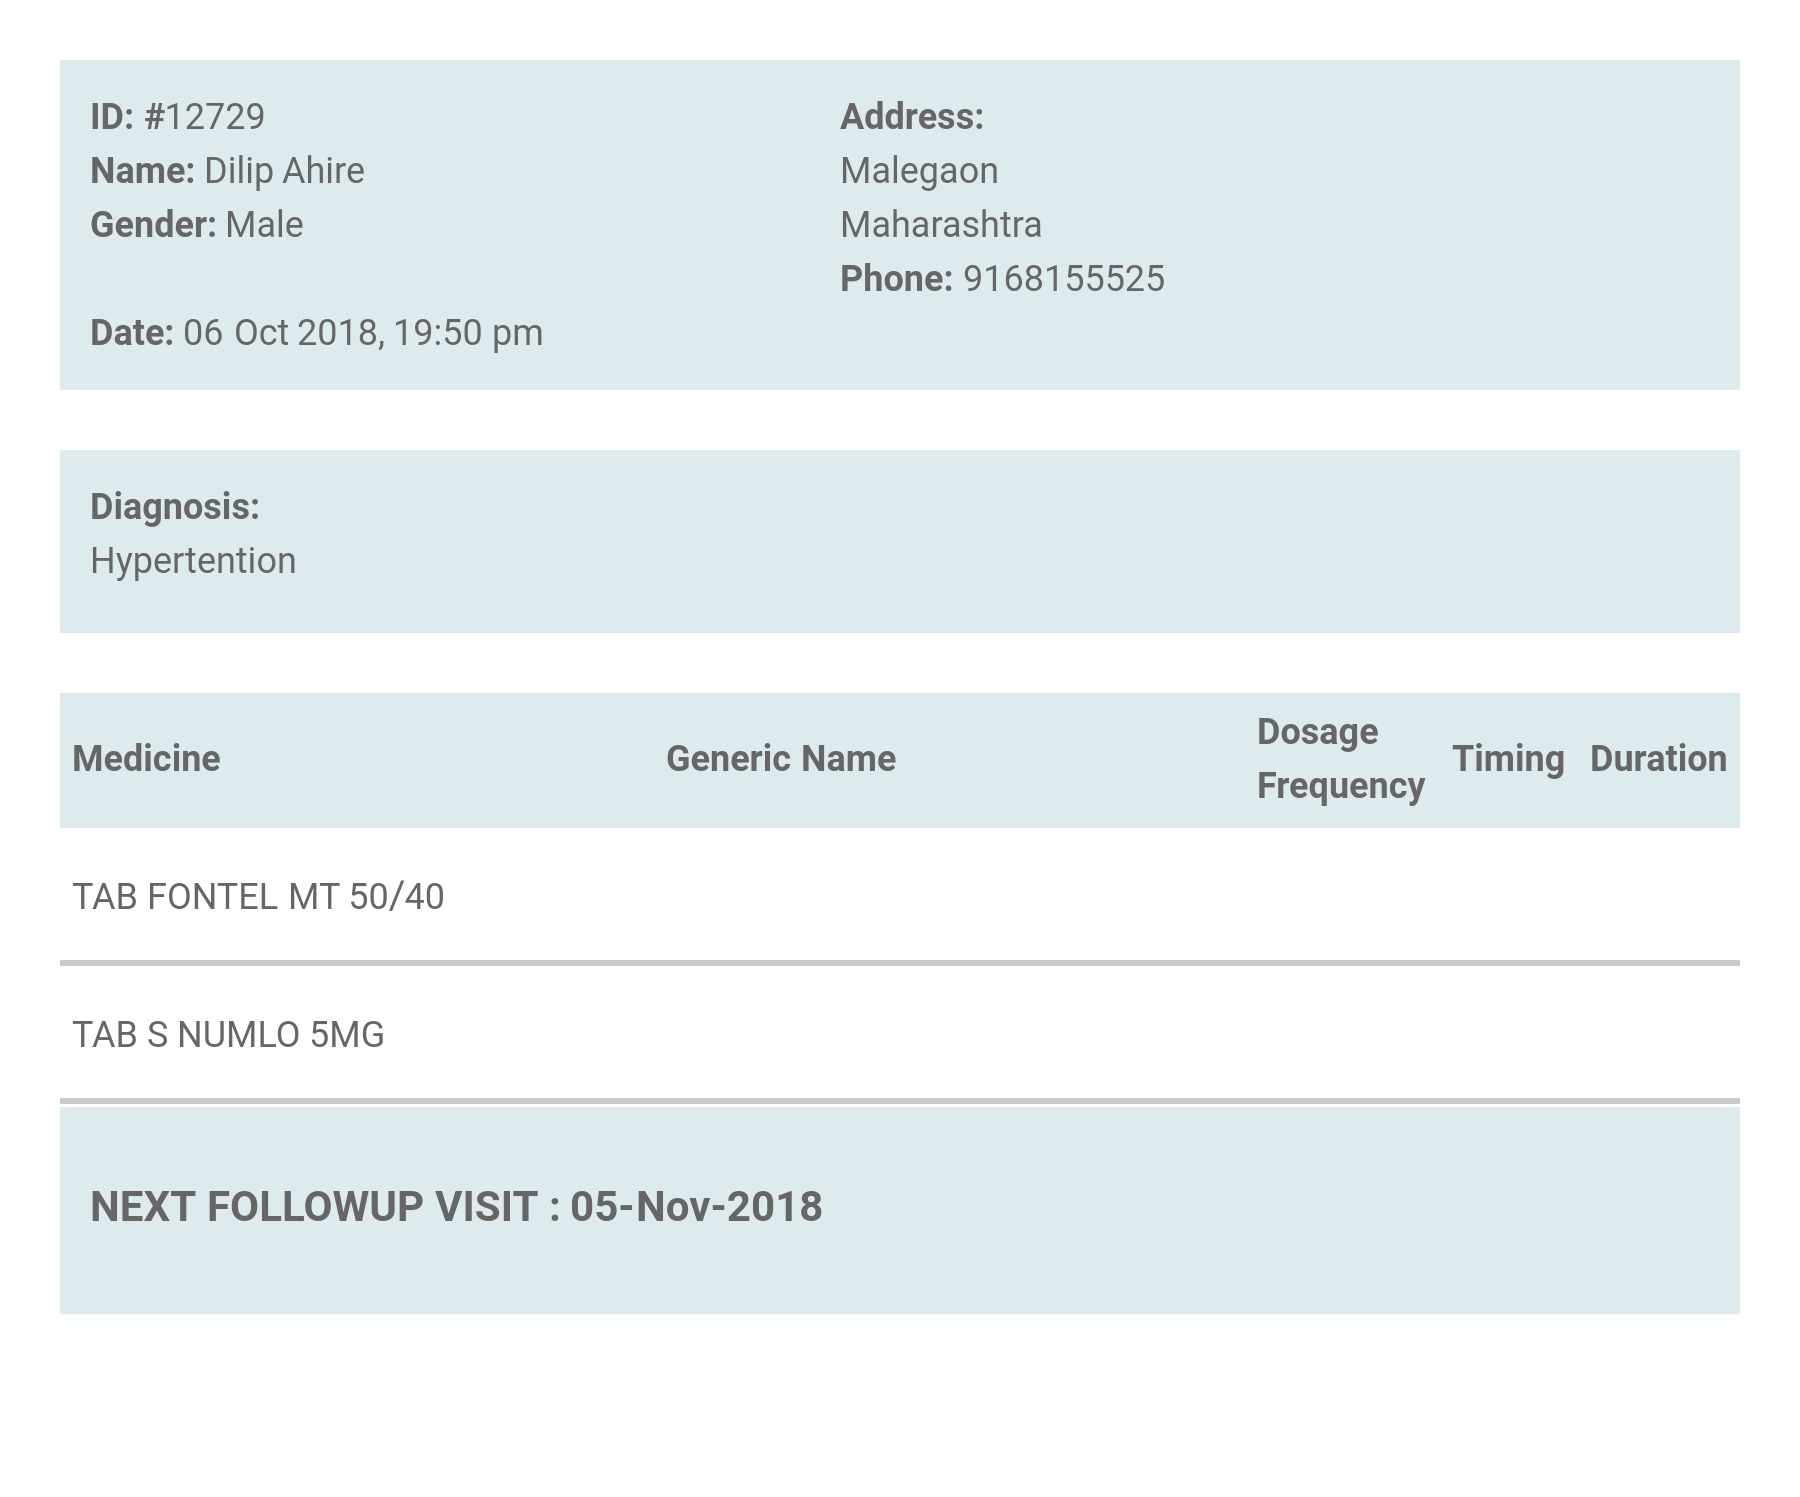 ID: #12729
Name: Dilip Ahire
Gender: Male
Date: 06 Oct 2018, 19:50 pm
Address:
Malegaon
Maharashtra
Phone: 9168155525
Diagnosis:
Hypertention
Medicine Generic Name Dosage Frequency Timing Duration
TAB FONTEL MT 50/40
TAB S NUMLO 5MG
NEXT FOLLOWUP VISIT : 05-Nov-2018